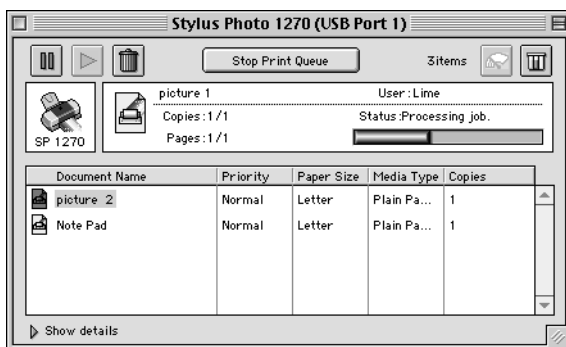 Stylus Photo 1270 (USB Port 1)
Stop Print Queue 3items
picture 1 User:Lime
Copies:1/1 Status:Processing job.
SP 1270 Pages:1/1
Document Name Priority Paper Size Media Type Copies
picture 2 Normal Letter Plain Pa... 1
Note Pad Normal Letter Plain Pa... 1
Show details